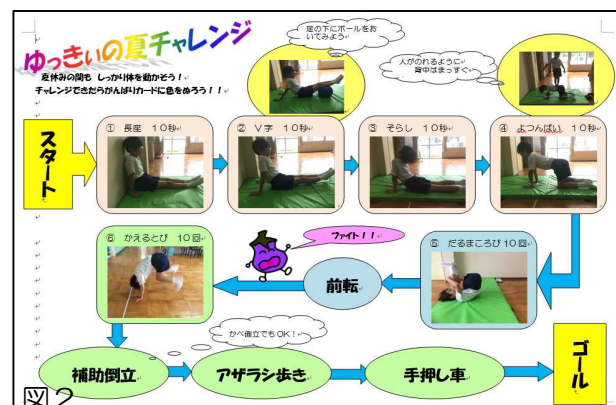 ゆっきぃの夏チャレンジ
夏休みの間も しっかり体を動かそう!
チャレンジできたらがんばりカードに色をぬろう!!
足の下にボールをお
いてみよう
人がのれるように
背中はまっすぐ
スタート
① 長座 10秒
② V字 10秒
③ そらし 10秒
④ よつんばい 10秒
⑤ だるまころび 10回
前転
ファイト!!
⑥ かえるとび 10回
かべ倒立でもOK!
補助倒立
アザラシ歩き
手押し車
ゴール
図2